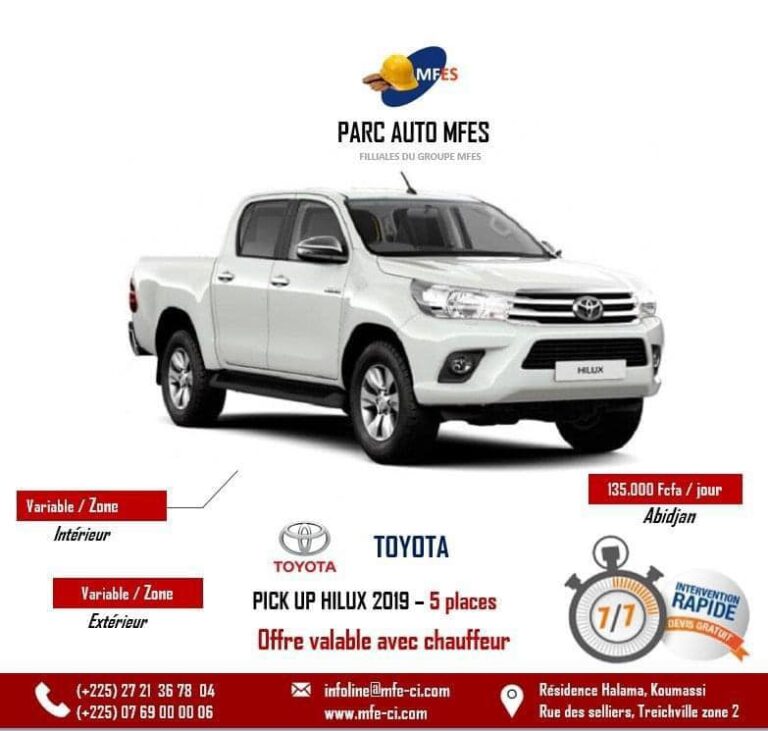 MFES
PARC AUTO MFES
FILLIALES DU GROUPE MFES
HILUX
Variable / Zone
Intérieur
135.000 Fcfa / jour
Abidjan
TOYOTA
TOYOTA
Variable / Zone
Extérieur
PICK UP HILUX 2019 – 5 places
Offre valable avec chauffeur
7/7
INTERVENTION
RAPIDE
DEVIS GRATUIT
(+225) 27 21 36 78 04
(+225) 07 69 00 00 06
infoline@mfe-ci.com
www.mfe-ci.com
Résidence Halama, Koumassi
Rue des selliers, Treichville zone 2